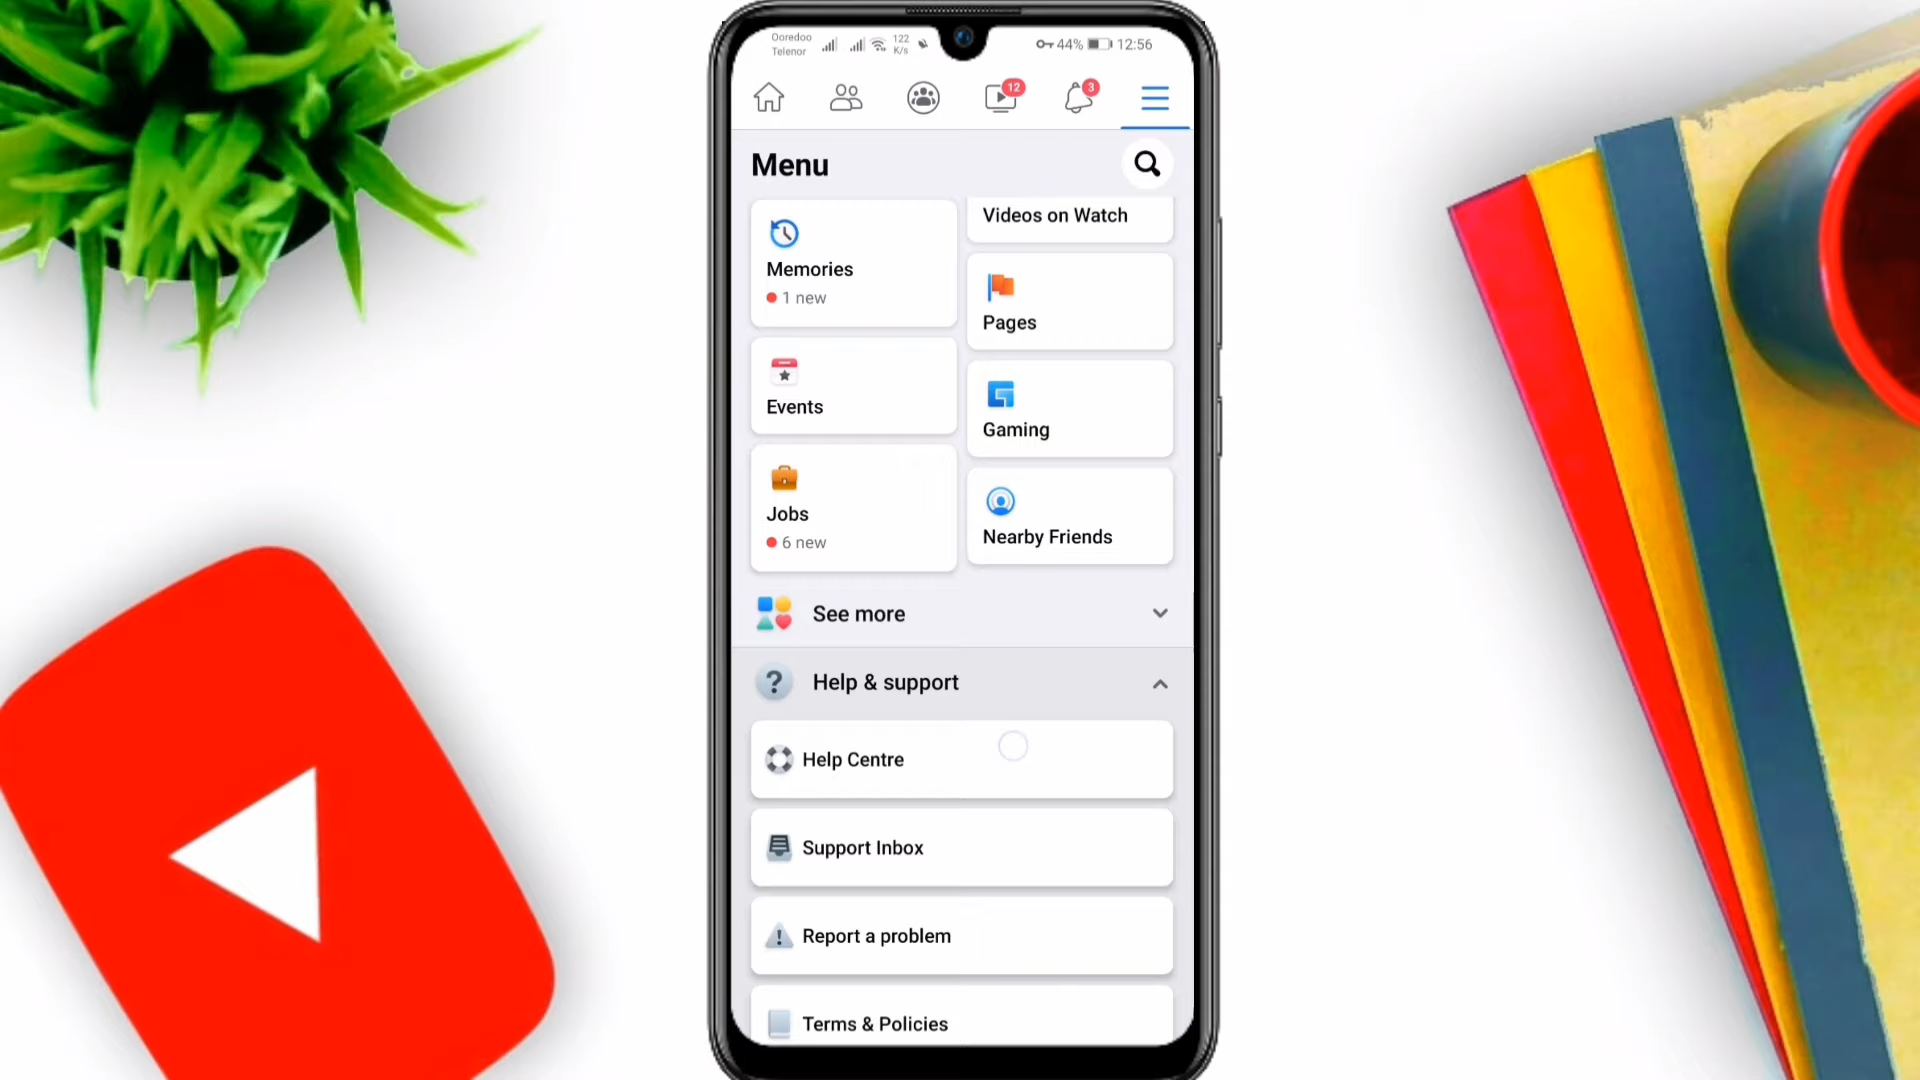 Ooredoo
Telenor
122
K/s
44%
12:56
12
3
Menu
Memories
1 new
Videos on Watch
Pages
Events
Gaming
Jobs
6 new
Nearby Friends
See more
Help & support
Help Centre
Support Inbox
Report a problem
Terms & Policies